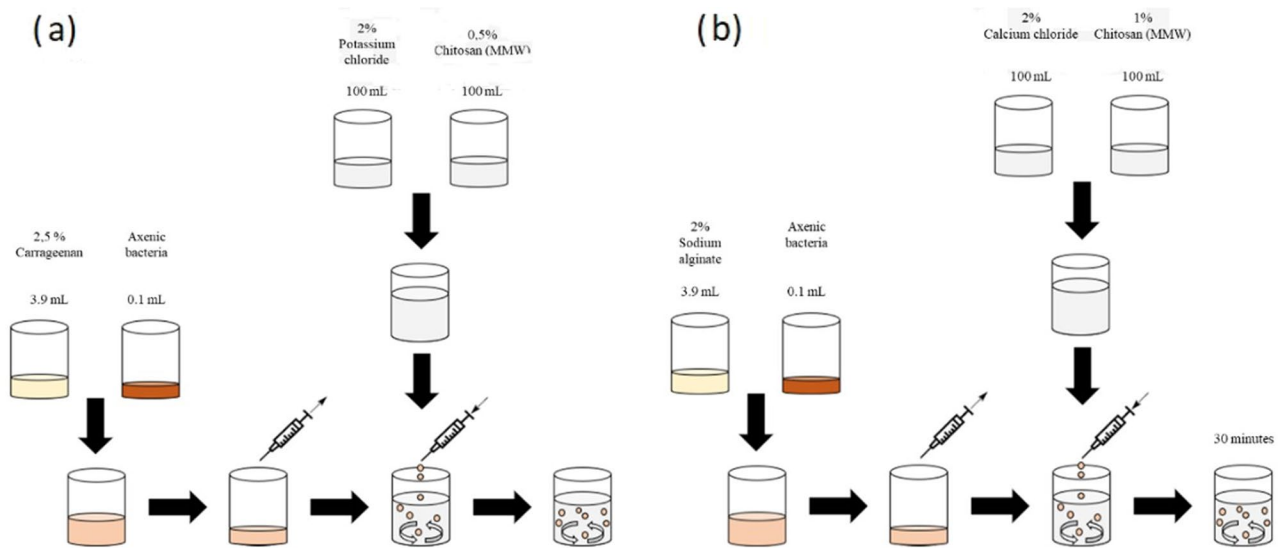 (a)
2%
Potassium
chloride
100 mL
0,5%
Chitosan (MMW)
100 mL
2,5 %
Carrageenan
3.9 mL
Axenic
bacteria
0.1 mL
(b)
2%
Calcium chloride
100 mL
1%
Chitosan (MMW)
100 mL
2%
Sodium
alginate
3.9 mL
Axenic
bacteria
0.1 mL
30 minutes